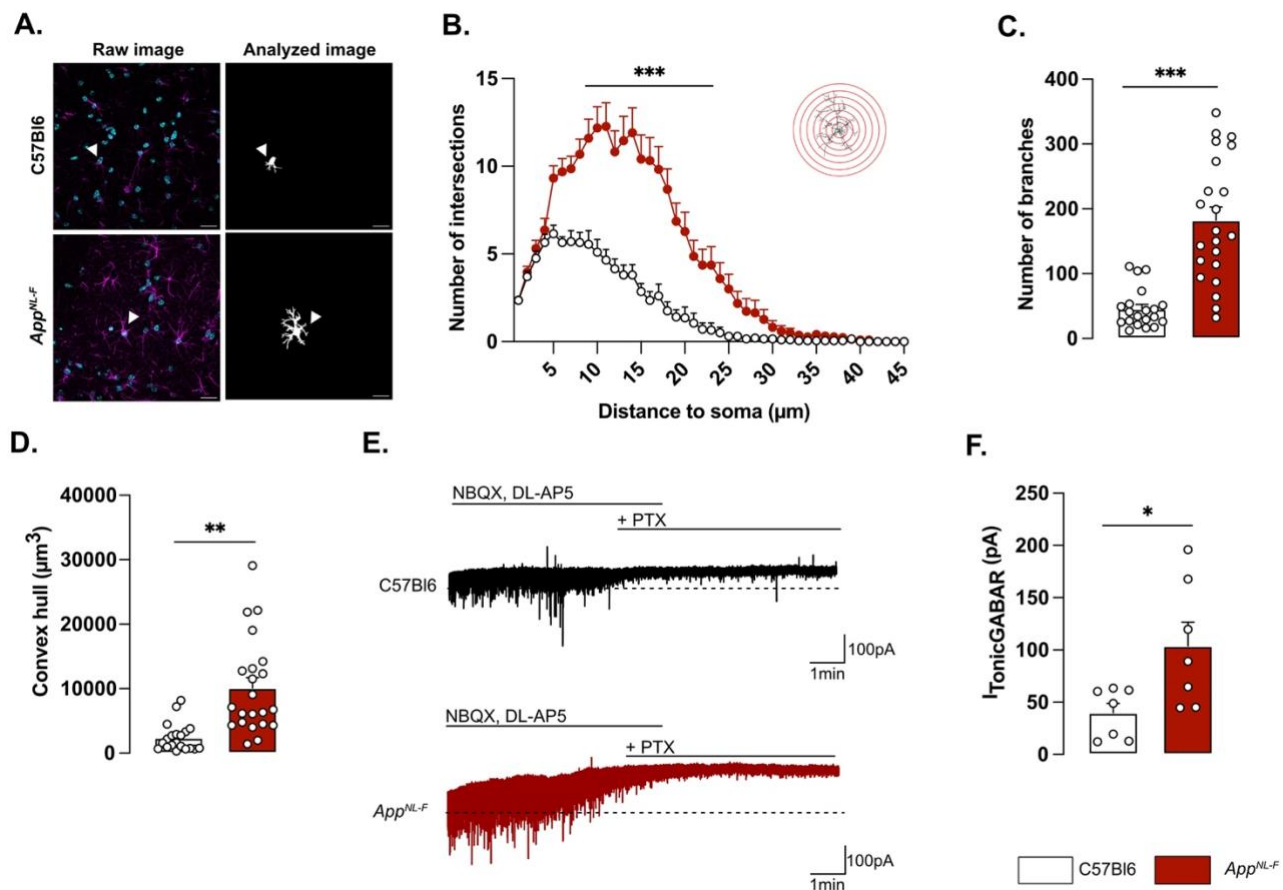 A.
Raw image
Analyzed image
C57Bl6
App^NL-F
B.
***
Number of intersections
15
10
5
0
5
10
15
20
25
30
35
40
45
Distance to soma (µm)
C.
***
Number of branches
400
300
200
100
0
D.
**
Convex hull (µm³)
40000
30000
20000
10000
0
E.
NBQX, DL-AP5
+ PTX
C57Bl6
100pA
1min
NBQX, DL-AP5
+ PTX
App^NL-F
100pA
1min
F.
*
I_TonicGABAR (pA)
250
200
150
100
50
0
C57Bl6
App^NL-F